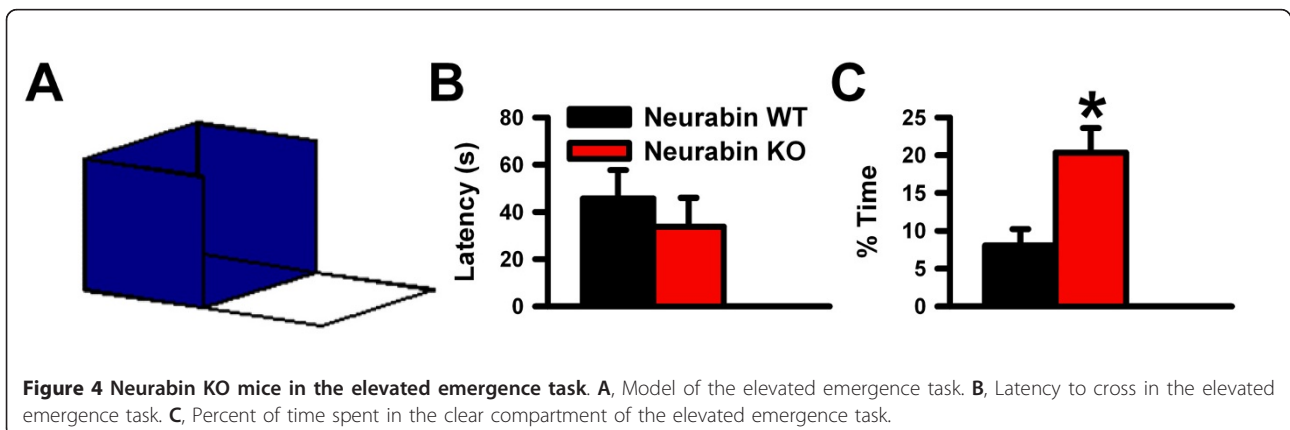 A
B
C
Latency (s)
80
60
40
20
0
Neurabin WT
Neurabin KO
% Time
25
20
15
10
5
0
*
Figure 4 Neurabin KO mice in the elevated emergence task. A, Model of the elevated emergence task. B, Latency to cross in the elevated
emergence task. C, Percent of time spent in the clear compartment of the elevated emergence task.